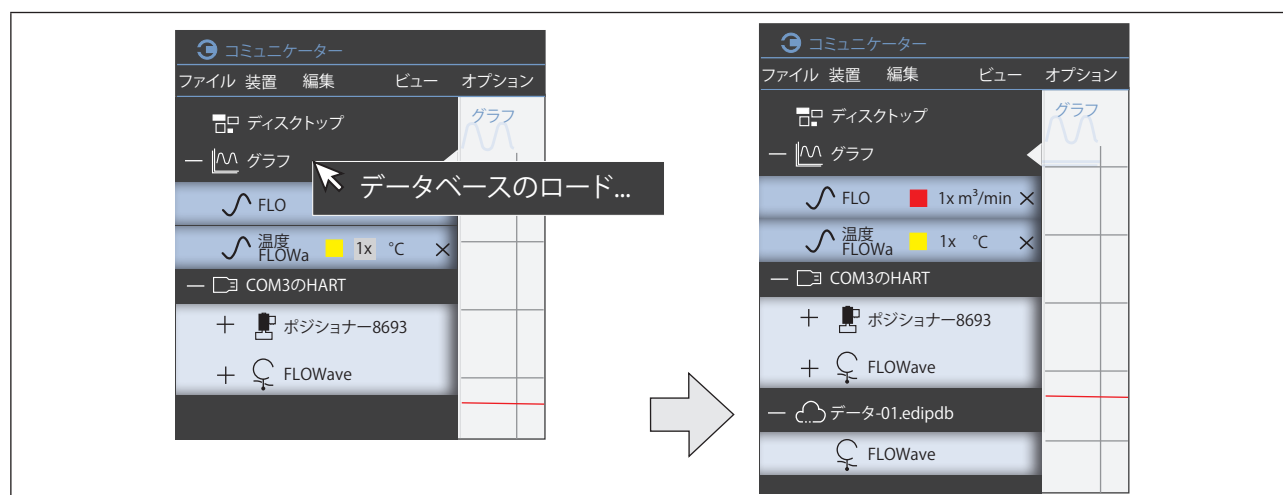 コミュニケーター
ファイル 装置 編集 ビュー オプション
ディスクトップ
グラフ
グラフ
データベースのロード...
FLO
温度
FLOWa 1x °C ×
COM3のHART
ポジショナー8693
FLOWave
コミュニケーター
ファイル 装置 編集 ビュー オプション
ディスクトップ
グラフ
グラフ
FLO 1x m³/min ×
温度
FLOWa 1x °C ×
COM3のHART
ポジショナー8693
FLOWave
データ-01.edipdb
FLOWave